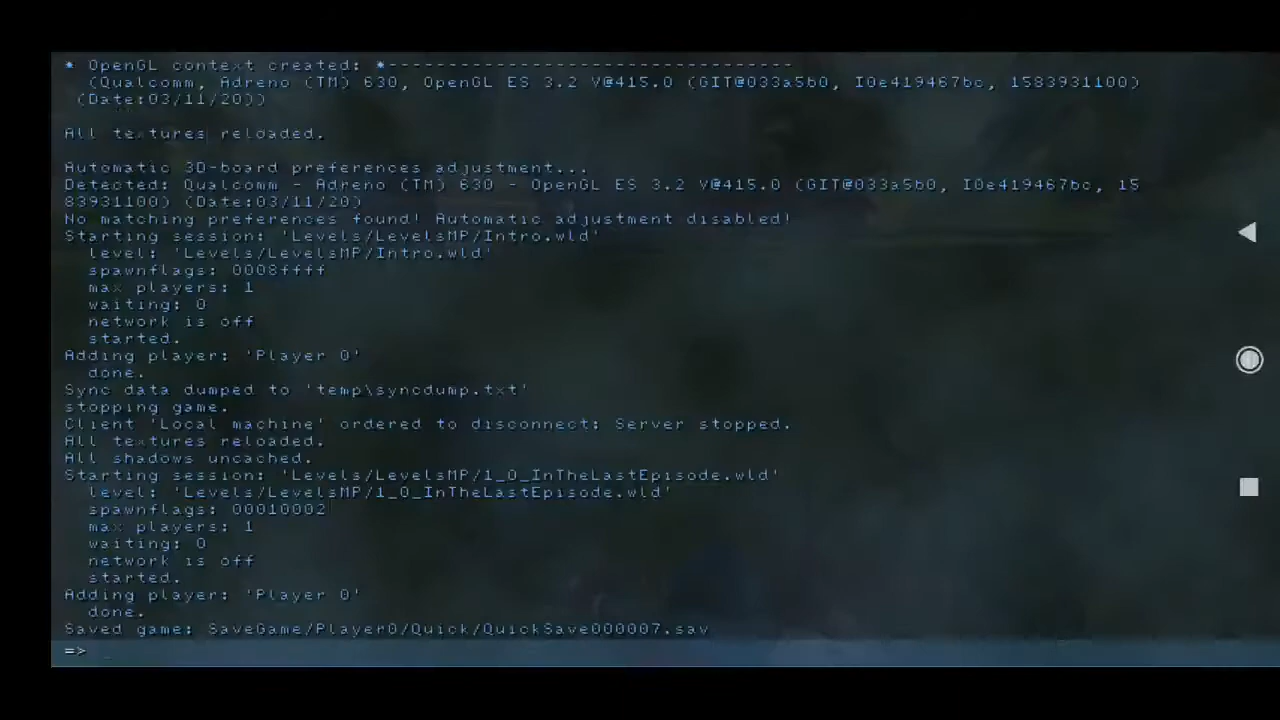 * OpenGL context created: *----------------------------------
(Qualcomm, Adreno (TM) 630, OpenGL ES 3.2 V@415.0 (GIT@033a5b0, I0e419467bc, 1583931100)
(Date:03/11/20))
All textures reloaded.
Automatic 3D-board preferences adjustment...
Detected: Qualcomm - Adreno (TM) 630 - OpenGL ES 3.2 V@415.0 (GIT@033a5b0, I0e419467bc, 15
83931100) (Date:03/11/20)
No matching preferences found! Automatic adjustment disabled!
Starting session: 'Levels/LevelsMP/Intro.wld'
level: 'Levels/LevelsMP/Intro.wld'
spawnflags: 0008ffff
max players: 1
waiting: 0
network is off
started.
Adding player: 'Player 0'
done.
Sync data dumped to 'temp\syncdump.txt'
stopping game.
Client 'Local machine' ordered to disconnect: Server stopped.
All textures reloaded.
All shadows uncached.
Starting session: 'Levels/LevelsMP/1_0_InTheLastEpisode.wld'
level: 'Levels/LevelsMP/1_0_InTheLastEpisode.wld'
spawnflags: 00010002
max players: 1
waiting: 0
network is off
started.
Adding player: 'Player 0'
done.
Saved game: SaveGame/Player0/Quick/QuickSave000007.sav
=> _